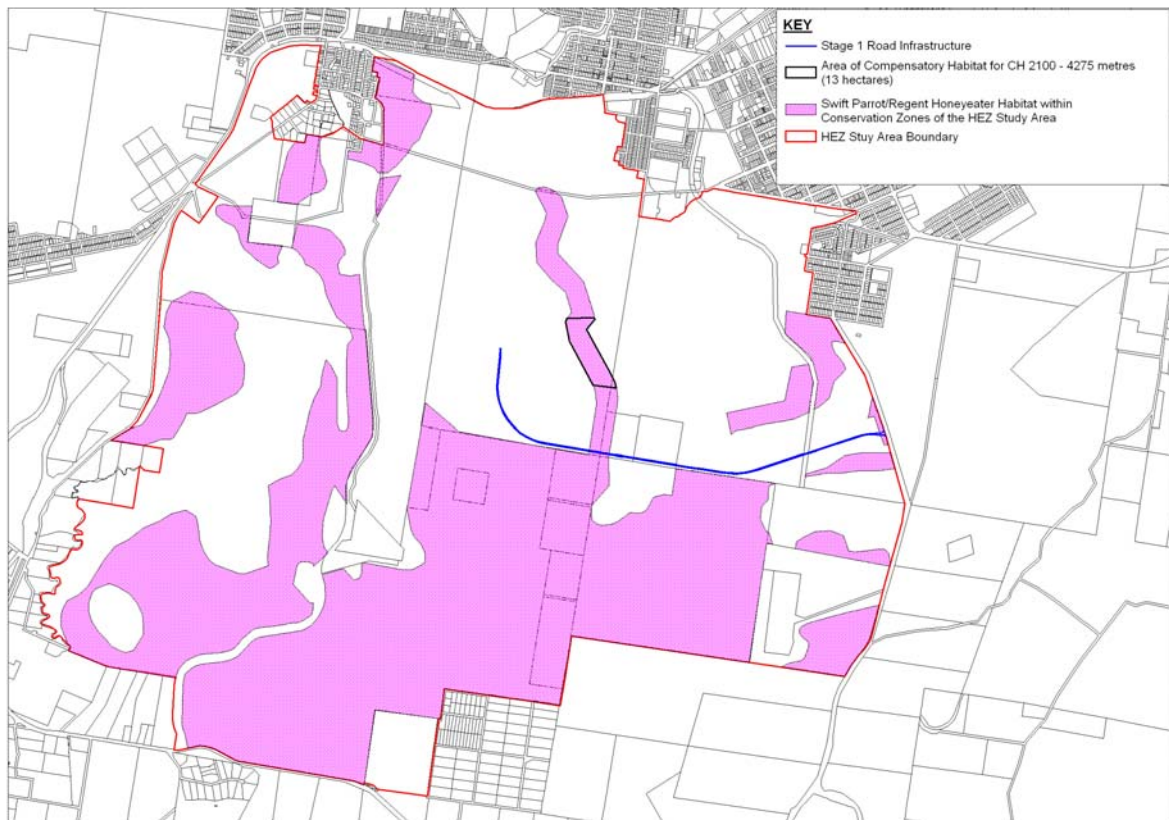 KEY
Stage 1 Road Infrastructure
Area of Compensatory Habitat for CH 2100 - 4275 metres
(13 hectares)
Swift Parrot/Regent Honeyeater Habitat within
Conservation Zones of the HEZ Study Area
HEZ Stuy Area Boundary